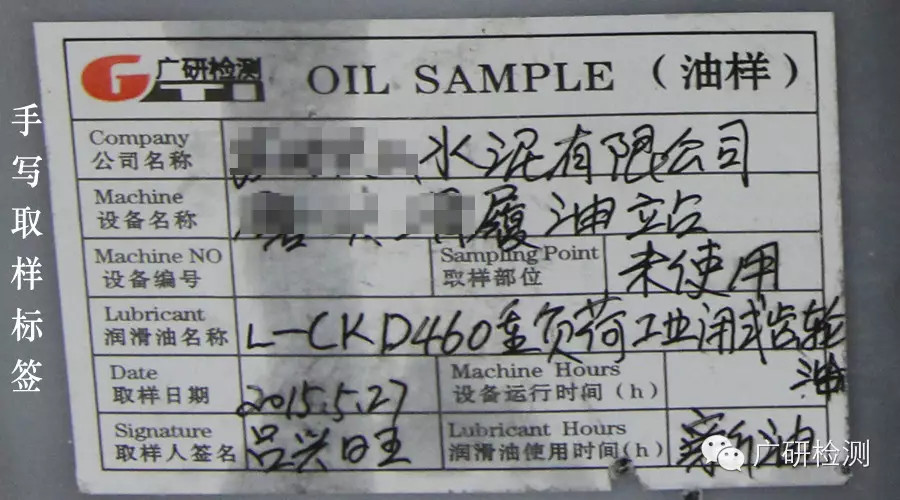 手写取样标签
广研检测
OIL SAMPLE（油样）
Company 水泥有限公司
公司名称
Machine 履油站
设备名称
Machine NO Sampling Point 未使用
设备编号 取样部位
Lubricant L-CKD460重负荷工业闭式齿轮油
润滑油名称
Date 2015.5.27 Machine Hours
取样日期 设备运行时间（h）
Signature 吕兴旺 Lubricant Hours 新油
取样人签名 润滑油使用时间(h)
广研检测